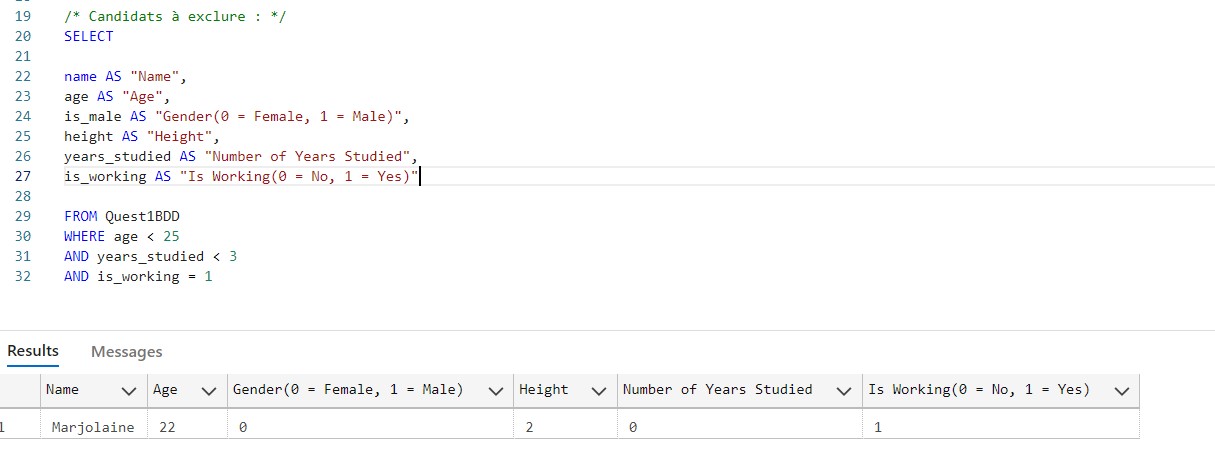 19 /* Candidats à exclure : */
20 SELECT
21
22 name AS "Name",
23 age AS "Age",
24 is_male AS "Gender(0 = Female, 1 = Male)",
25 height AS "Height",
26 years_studied AS "Number of Years Studied",
27 is_working AS "Is Working(0 = No, 1 = Yes)"
28
29 FROM Quest1BDD
30 WHERE age < 25
31 AND years_studied < 3
32 AND is_working = 1
Results Messages
Name Age Gender(0 = Female, 1 = Male) Height Number of Years Studied Is Working(0 = No, 1 = Yes)
1 Marjolaine 22 0 2 0 1